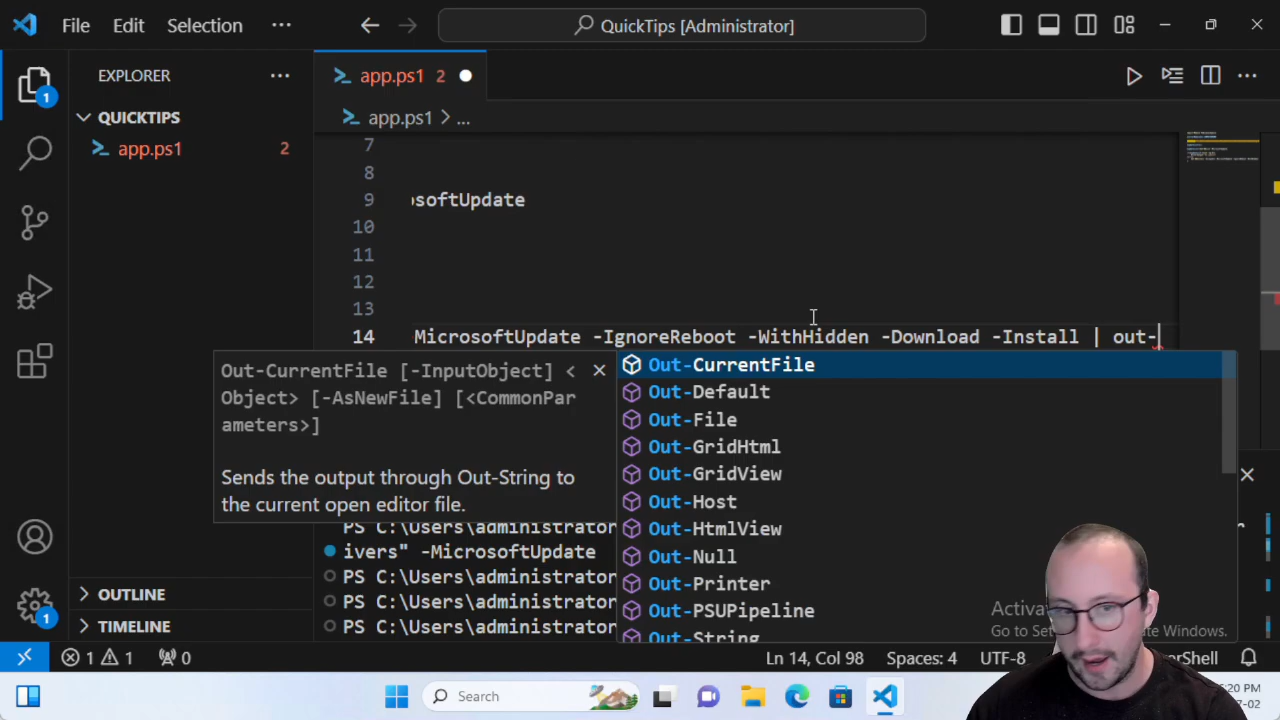 File Edit Selection ··· QuickTips [Administrator]
EXPLORER ···
app.ps1 2
QUICKTIPS
app.ps1 > ...
app.ps1 2
1
7
8
9 softUpdate
10
11
12
13
14 MicrosoftUpdate -IgnoreReboot -WithHidden -Download -Install | out-
Out-CurrentFile [-InputObject] <
Object> [-AsNewFile] [<CommonPar
ameters>]
Sends the output through Out-String to
the current open editor file.
Out-CurrentFile
Out-Default
Out-File
Out-GridHtml
Out-GridView
Out-Host
Out-HtmlView
Out-Null
Out-Printer
Out-PSUPipeline
Out-String
PS C:\Users\administrator
ivers" -MicrosoftUpdate
PS C:\Users\administrator
PS C:\Users\administrator
PS C:\Users\administrator
OUTLINE
TIMELINE
1
Activa
Go to Set ate Windows.
1 1 0 Ln 14, Col 98 Spaces: 4 UTF-8
Search